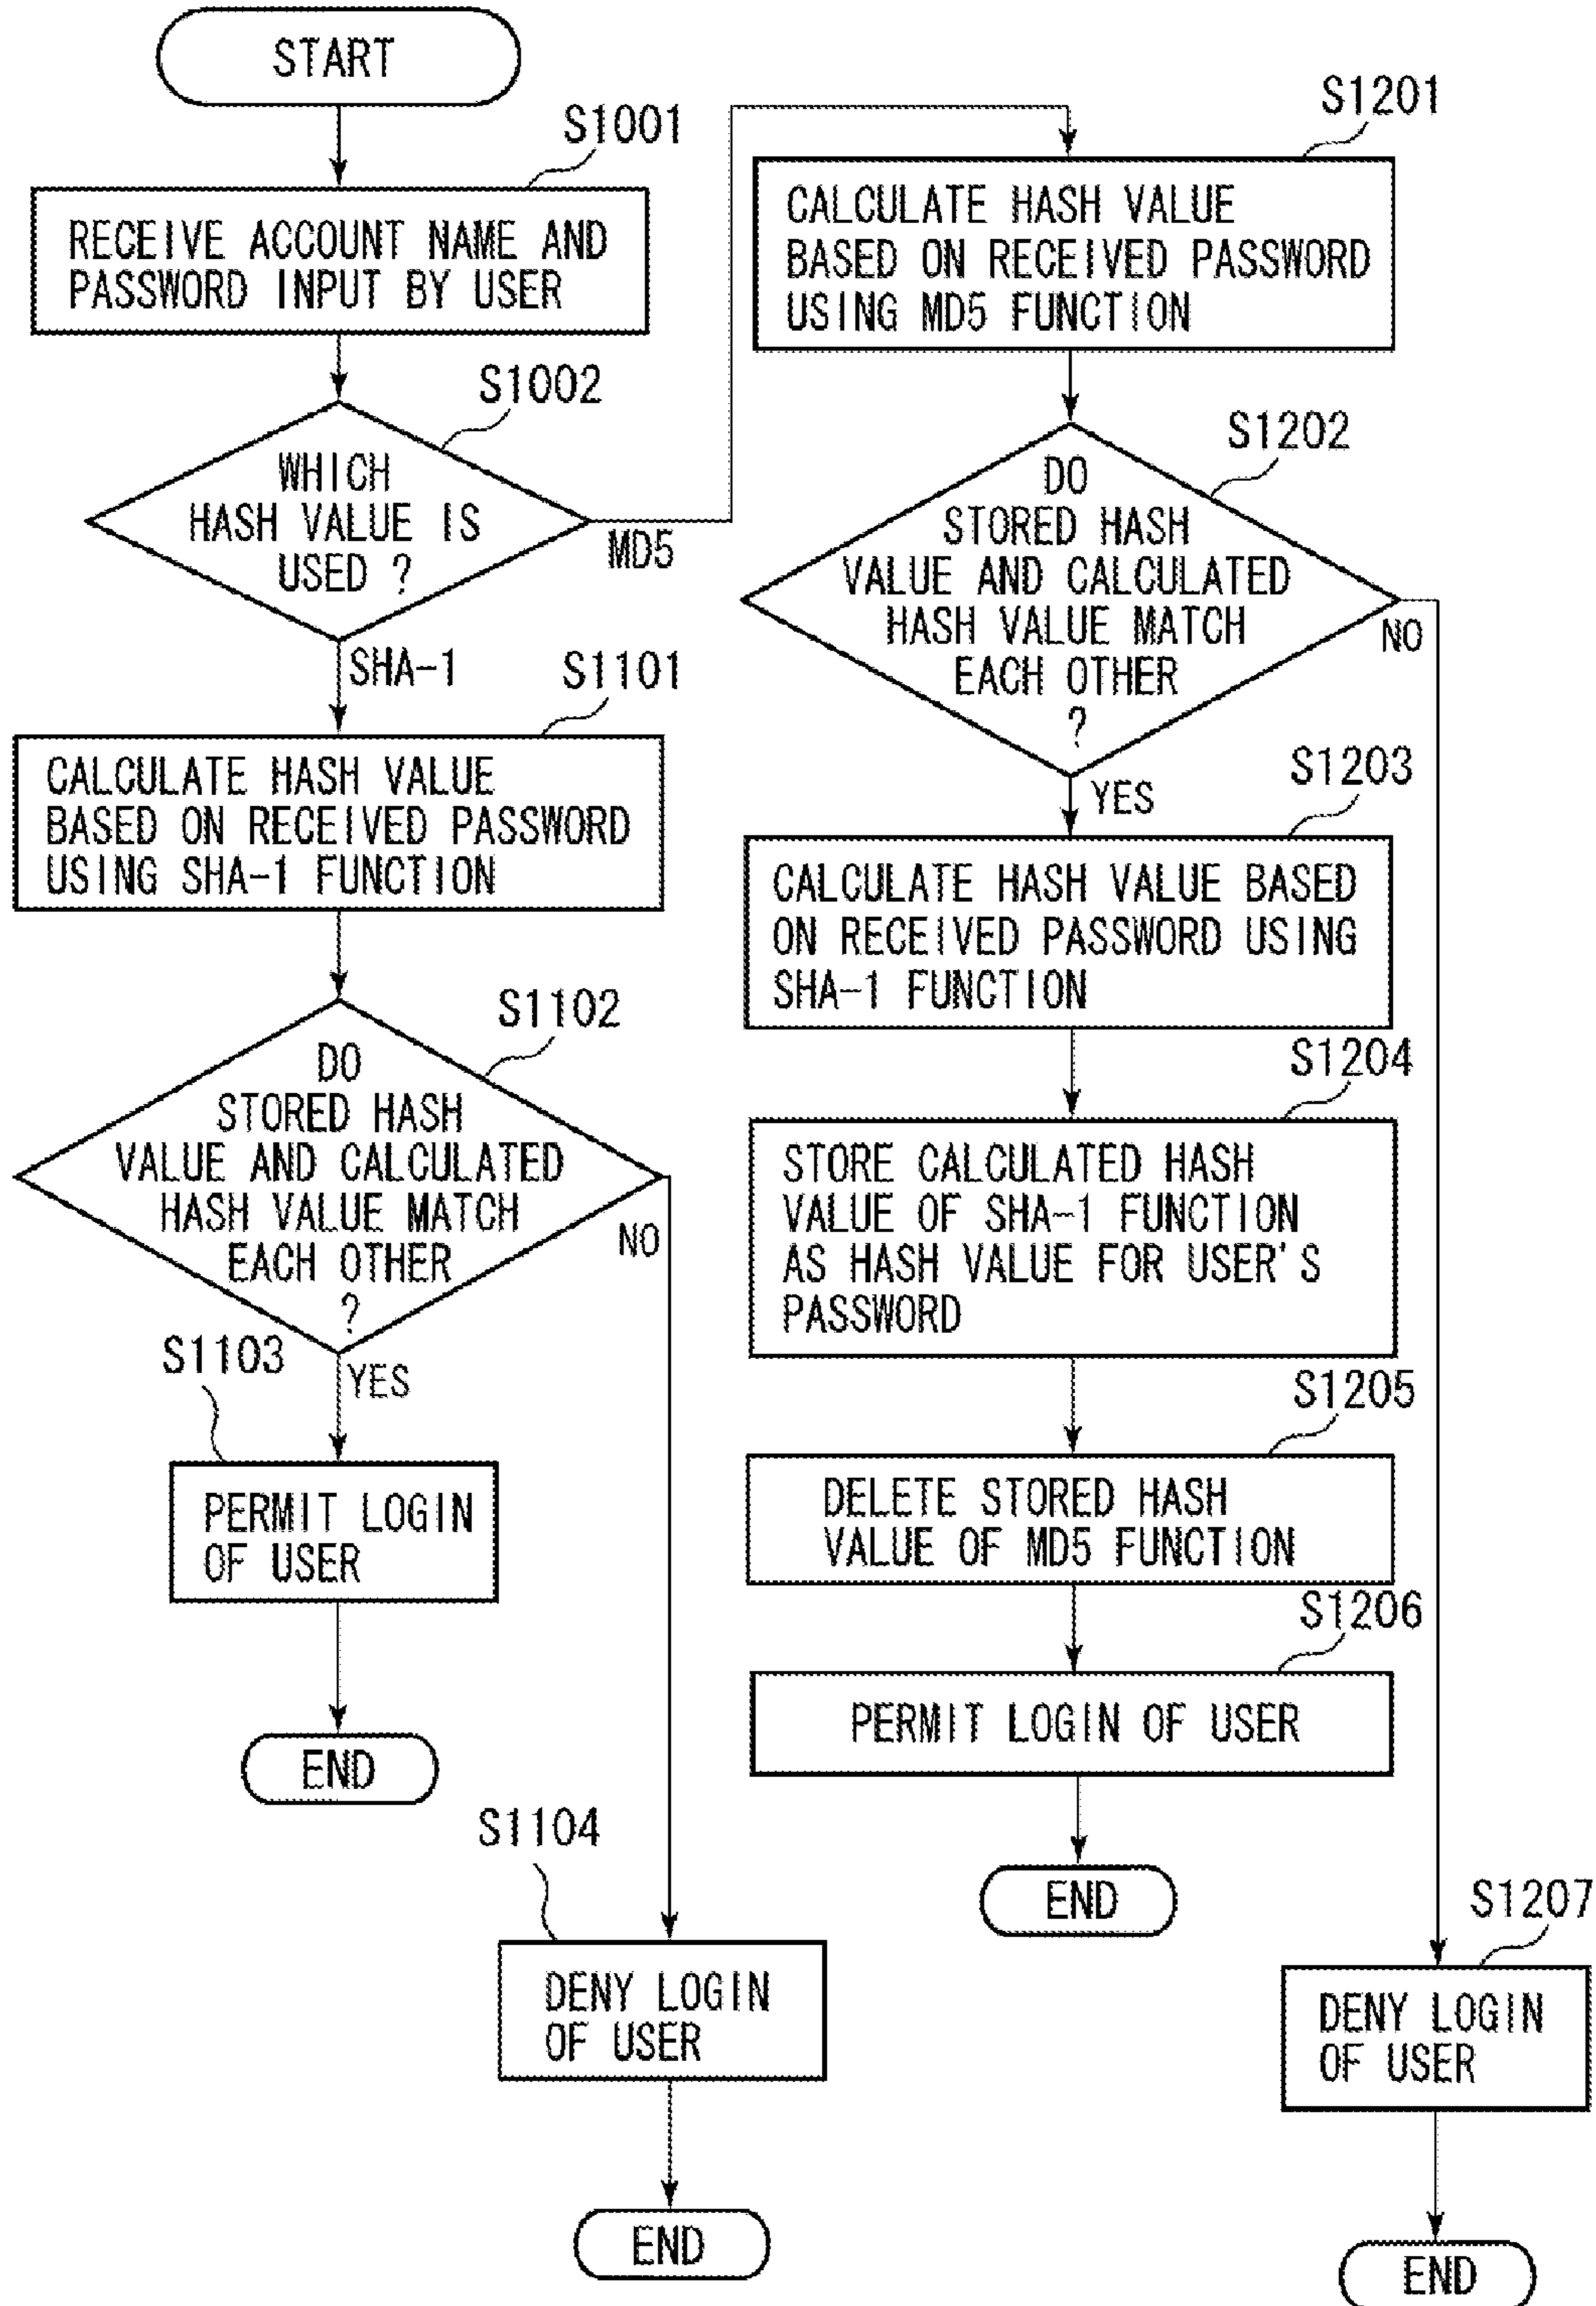 START
S1001
RECEIVE ACCOUNT NAME AND
PASSWORD INPUT BY USER
S1002
WHICH
HASH VALUE IS
USED ?
MD5
SHA-1
S1101
CALCULATE HASH VALUE
BASED ON RECEIVED PASSWORD
USING SHA-1 FUNCTION
S1102
DO
STORED HASH
VALUE AND CALCULATED
HASH VALUE MATCH
EACH OTHER
?
NO
YES
S1103
PERMIT LOGIN
OF USER
END
S1104
DENY LOGIN
OF USER
END
S1201
CALCULATE HASH VALUE
BASED ON RECEIVED PASSWORD
USING MD5 FUNCTION
S1202
DO
STORED HASH
VALUE AND CALCULATED
HASH VALUE MATCH
EACH OTHER
?
NO
YES
S1203
CALCULATE HASH VALUE BASED
ON RECEIVED PASSWORD USING
SHA-1 FUNCTION
S1204
STORE CALCULATED HASH
VALUE OF SHA-1 FUNCTION
AS HASH VALUE FOR USER'S
PASSWORD
S1205
DELETE STORED HASH
VALUE OF MD5 FUNCTION
S1206
PERMIT LOGIN OF USER
END
S1207
DENY LOGIN
OF USER
END